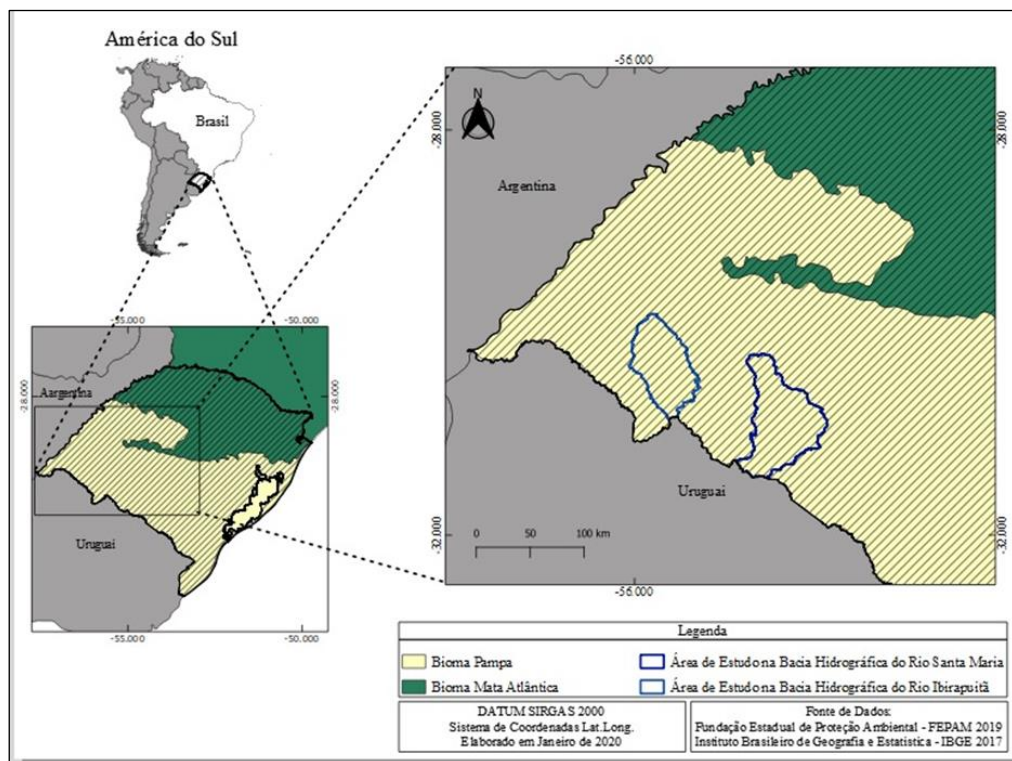 América do Sul
Brasil
-56.000
N
-28.000
Argentina
-55.000
-50.000
-28.000
-28.000
Aargentina
Uruguai
Uruguai
0 50 100 km
-32.000
-32.000
-56.000
-55.000
-50.000
Legenda
Bioma Pampa
Área de Estudo na Bacia Hidrográfica do Rio Santa Maria
Bioma Mata Atlântica
Área de Estudo na Bacia Hidrográfica do Rio Ibirapuitã
DATUM SIRGAS 2000
Sistema de Coordenadas Lat.Long.
Elaborado em Janeiro de 2020
Fonte de Dados:
Fundação Estadual de Proteção Ambiental - FEPAM 2019
Instituto Brasileiro de Geografia e Estatistica - IBGE 2017
-28.000